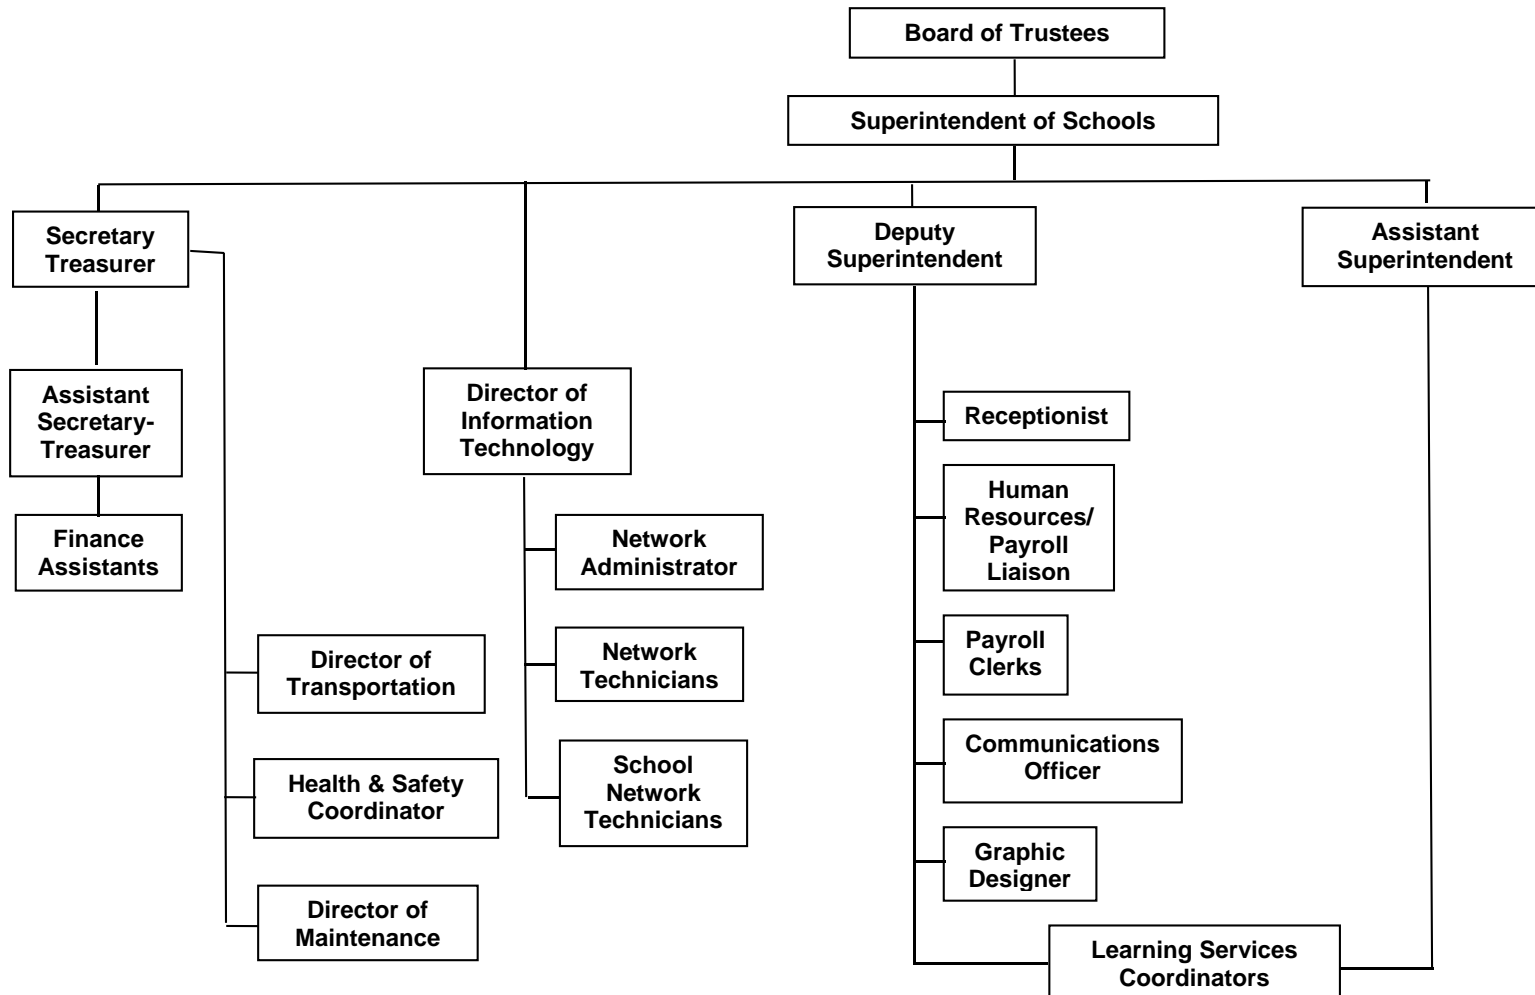 Board of Trustees
Superintendent of Schools
Secretary
Treasurer
Deputy
Superintendent
Assistant
Superintendent
Assistant
Secretary-
Treasurer
Finance
Assistants
Director of
Transportation
Health & Safety
Coordinator
Director of
Maintenance
Director of
Information
Technology
Network
Administrator
Network
Technicians
School
Network
Technicians
Receptionist
Human
Resources/
Payroll
Liaison
Payroll
Clerks
Communications
Officer
Graphic
Designer
Learning Services
Coordinators